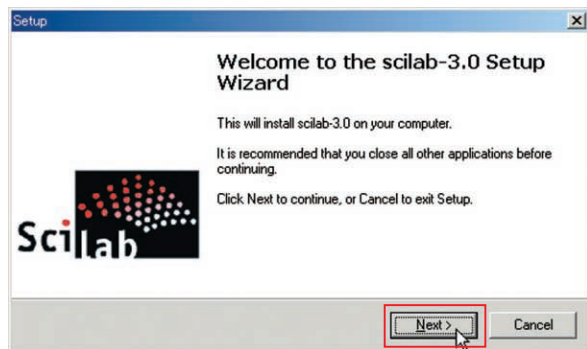 Setup
Welcome to the scilab-3.0 Setup
Wizard
This will install scilab-3.0 on your computer.
It is recommended that you close all other applications before
continuing.
Click Next to continue, or Cancel to exit Setup.
Scilab
Next >
Cancel